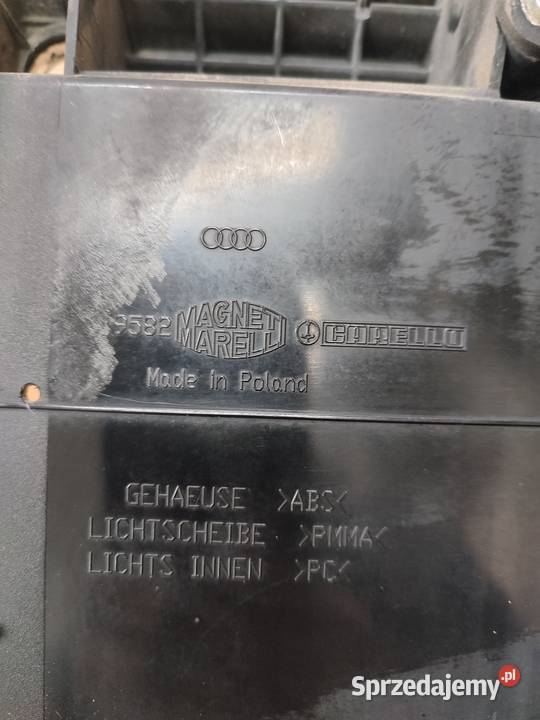 9582 MAGNETI MARELLI CARELLO
Made in Poland
GEHAEUSE >ABS<
LICHTSCHEIBE >PMMA<
LICHTS INNEN >PC<
Sprzedajemy.pl